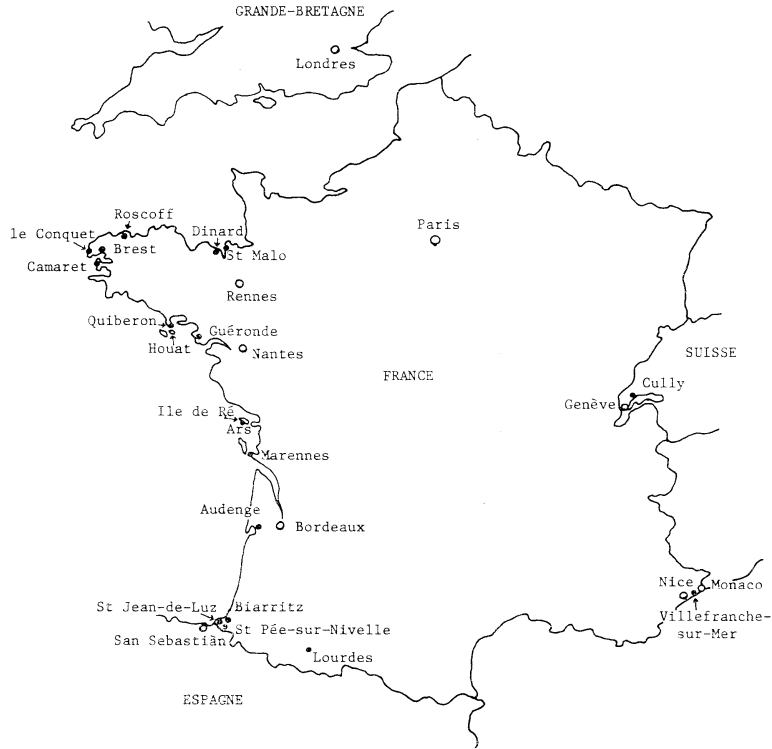 GRANDE-BRETAGNE
Londres
Roscoff
Dinard
Paris
le Conquet
Brest
St Malo
Camaret
Rennes
Quiberon
Guéronde
Houat
Nantes
SUISSE
FRANCE
Cully
Genève
Ile de Ré
Ars
Marennes
Audenge
Bordeaux
Nice
Monaco
St Jean-de-Luz
Biarritz
Villefranche-
sur-Mer
St Pée-sur-Nivelle
San Sebastiàn
Lourdes
ESPAGNE